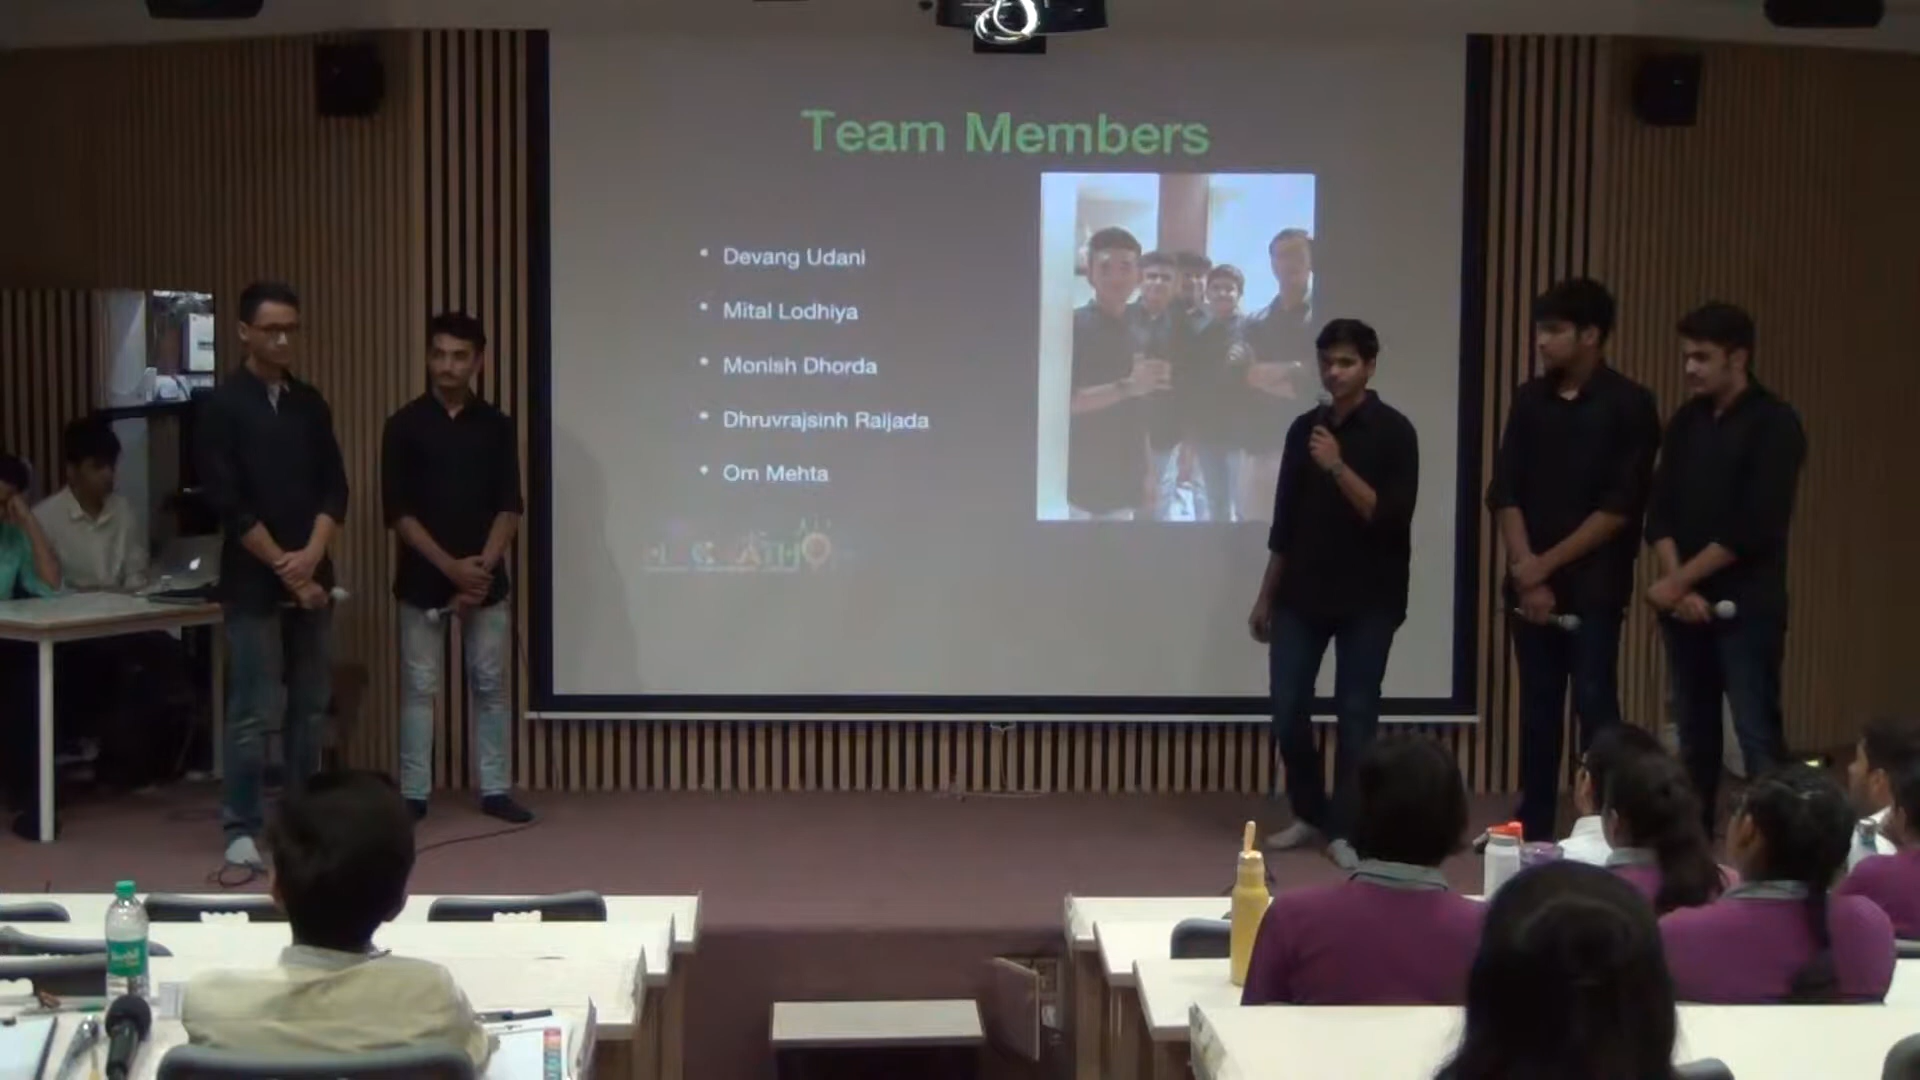 Team Members
• Devang Udani
• Mital Lodhiya
• Monish Dhorda
• Dhruvrajsinh Raijada
• Om Mehta